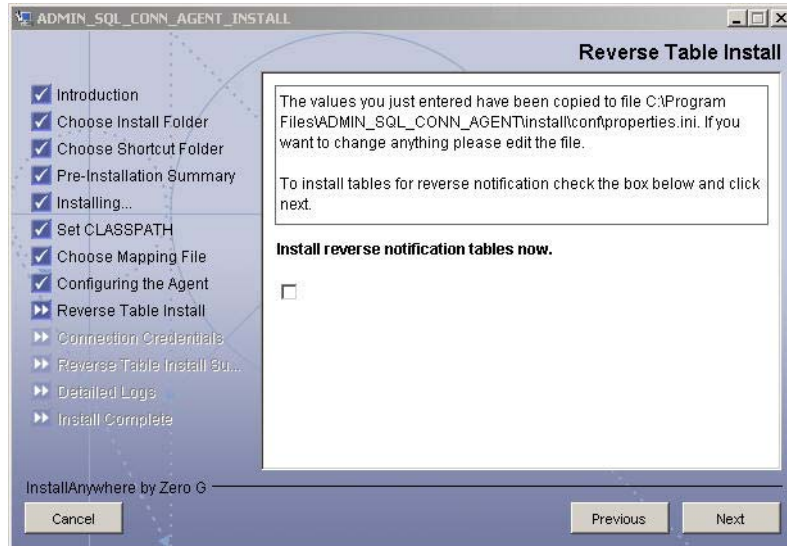 ADMIN_SQL_CONN_AGENT_INSTALL
Reverse Table Install
Introduction
Choose Install Folder
Choose Shortcut Folder
Pre-Installation Summary
Installing...
Set CLASSPATH
Choose Mapping File
Configuring the Agent
Reverse Table Install
Connection Credentials
Reverse Table Install Su...
Detailed Logs
Install Complete
The values you just entered have been copied to file C:\Program
Files\ADMIN_SQL_CONN_AGENT\install\conf\properties.ini. If you
want to change anything please edit the file.
To install tables for reverse notification check the box below and click
next.
Install reverse notification tables now.
InstallAnywhere by Zero G
Cancel
Previous
Next